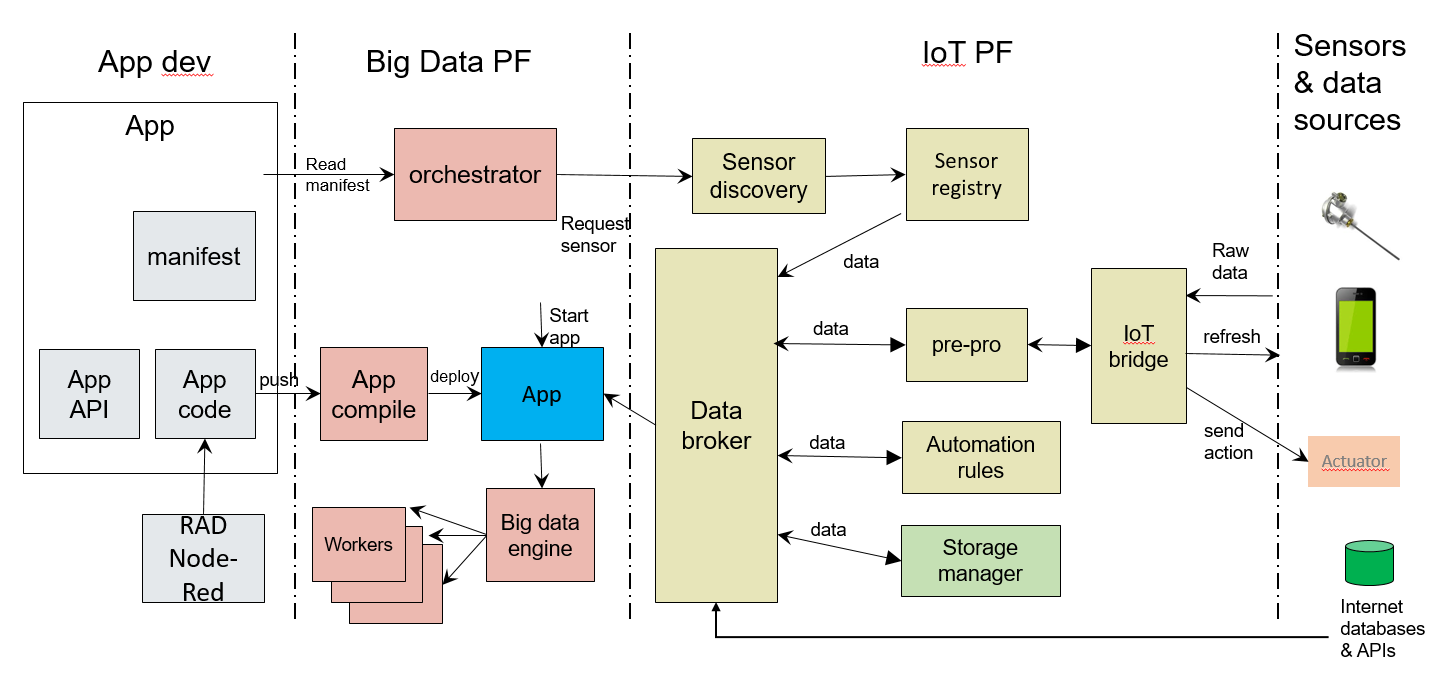 App dev
Big Data PF
IoT PF
Sensors
& data
sources
App
Read
manifest
orchestrator
Request
sensor
Sensor
discovery
Sensor
registry
data
manifest
Start
app
App
API
App
code
push
App
compile
deploy
App
Data
broker
data
pre-pro
IoT
bridge
Raw
data
refresh
send
action
Actuator
data
Automation
rules
data
Storage
manager
RAD
Node-
Red
Workers
Big data
engine
Internet
databases
& APIs